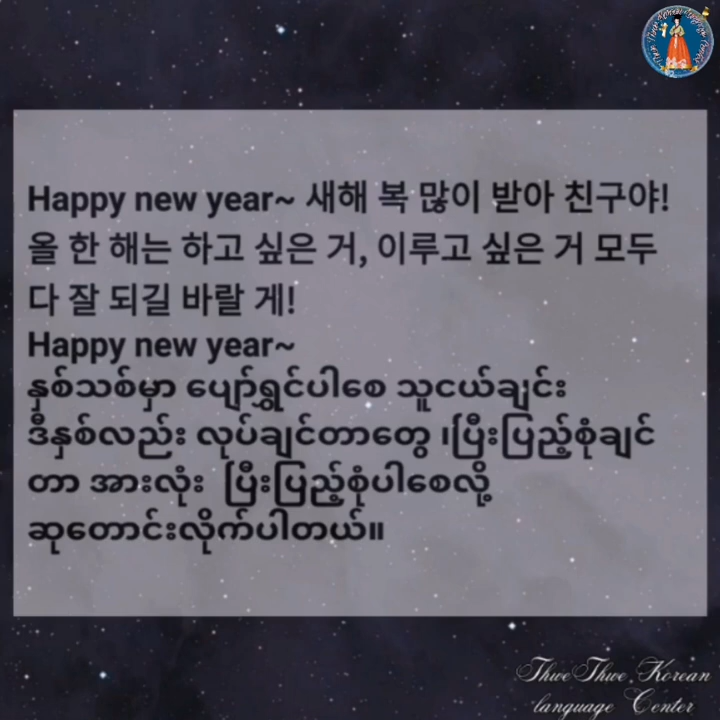 Happy new year~ 새해 복 많이 받아 친구야!
올 한 해는 하고 싶은 거, 이루고 싶은 거 모두
다 잘 되길 바랄 게!
Happy new year~
နှစ်သစ်မှာ ပျော်ရွှင်ပါစေ သူငယ်ချင်း
ဒီနှစ်လည်း လုပ်ချင်တာတွေ ၊ပြီးပြည့်စုံချင်
တာ အားလုံး ပြီးပြည့်စုံပါစေလို့
ဆုတောင်းလိုက်ပါတယ်။
Thwe Thwe Korean
language Center